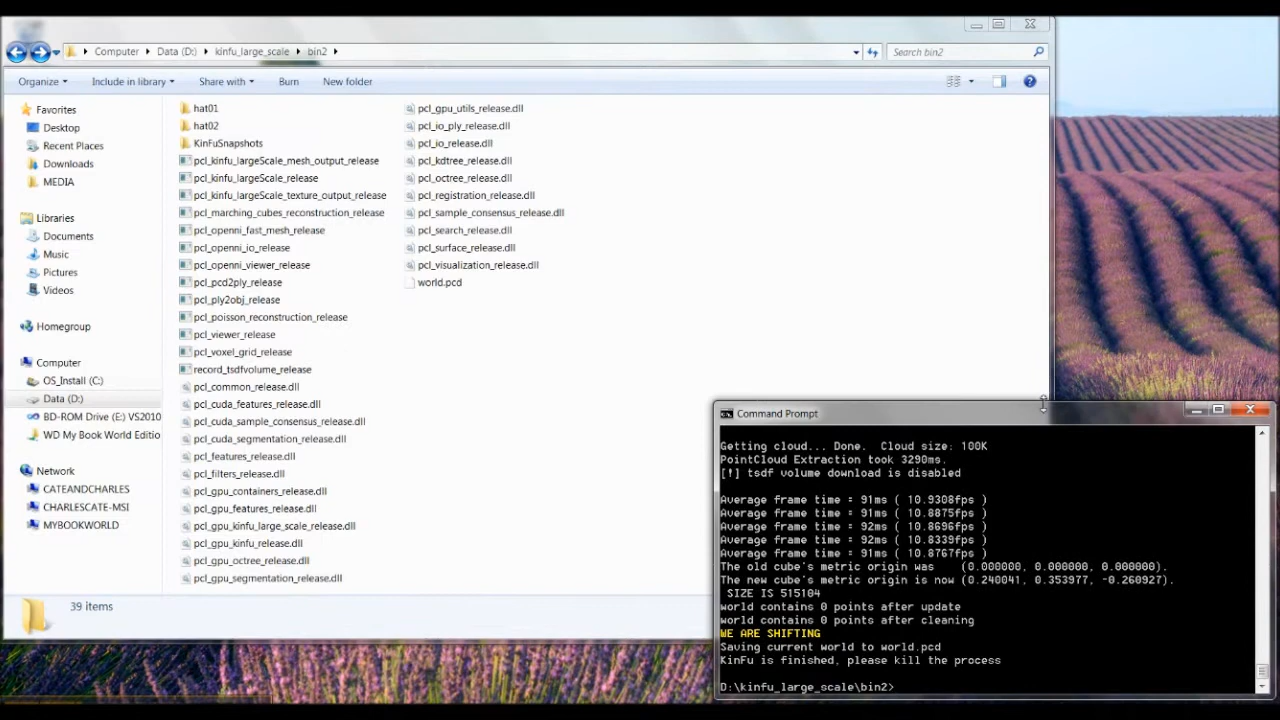 Computer Data (D:) kinfu_large_scale bin2
Search bin2
Organize Include in library Share with Burn New folder
Favorites
Desktop
Recent Places
Downloads
MEDIA
Libraries
Documents
Music
Pictures
Videos
Homegroup
Computer
OS_Install (C:)
Data (D:)
BD-ROM Drive (E:) VS2010
WD My Book World Editio
Network
CATEANDCHARLES
CHARLESCATE-MSI
MYBOOKWORLD
hat01
hat02
KinFuSnapshots
pcl_kinfu_largeScale_mesh_output_release
pcl_kinfu_largeScale_release
pcl_kinfu_largeScale_texture_output_release
pcl_marching_cubes_reconstruction_release
pcl_openni_fast_mesh_release
pcl_openni_io_release
pcl_openni_viewer_release
pcl_pcd2ply_release
pcl_ply2obj_release
pcl_poisson_reconstruction_release
pcl_viewer_release
pcl_voxel_grid_release
record_tsdfvolume_release
pcl_common_release.dll
pcl_cuda_features_release.dll
pcl_cuda_sample_consensus_release.dll
pcl_cuda_segmentation_release.dll
pcl_features_release.dll
pcl_filters_release.dll
pcl_gpu_containers_release.dll
pcl_gpu_features_release.dll
pcl_gpu_kinfu_large_scale_release.dll
pcl_gpu_kinfu_release.dll
pcl_gpu_octree_release.dll
pcl_gpu_segmentation_release.dll
pcl_gpu_utils_release.dll
pcl_io_ply_release.dll
pcl_io_release.dll
pcl_kdtree_release.dll
pcl_octree_release.dll
pcl_registration_release.dll
pcl_sample_consensus_release.dll
pcl_search_release.dll
pcl_surface_release.dll
pcl_visualization_release.dll
world.pcd
39 items
Command Prompt
Getting cloud... Done. Cloud size: 100K
PointCloud Extraction took 3290ms.
[!] tsdf volume download is disabled
Average frame time = 91ms ( 10.9308fps )
Average frame time = 91ms ( 10.8875fps )
Average frame time = 92ms ( 10.8696fps )
Average frame time = 92ms ( 10.8339fps )
Average frame time = 91ms ( 10.8767fps )
The old cube's metric origin was (0.000000, 0.000000, 0.000000).
The new cube's metric origin is now (0.240041, 0.353977, -0.260927).
SIZE IS 515104
world contains 0 points after update
world contains 0 points after cleaning
WE ARE SHIFTING
Saving current world to world.pcd
KinFu is finished, please kill the process
D:\kinfu_large_scale\bin2>